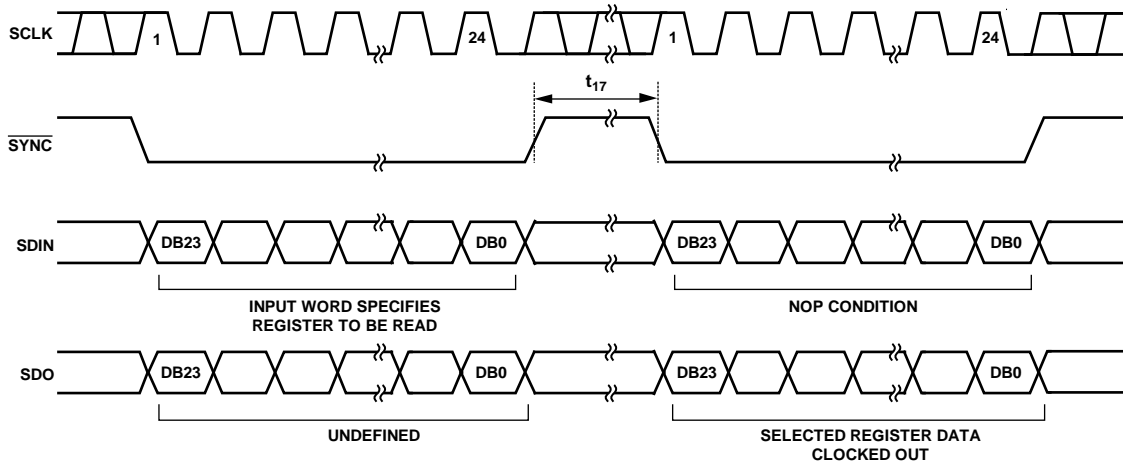 SCLK
1
24
1
24
t17
SYNC
SDIN
DB23
DB0
DB23
DB0
INPUT WORD SPECIFIES
REGISTER TO BE READ
NOP CONDITION
SDO
DB23
DB0
DB23
DB0
UNDEFINED
SELECTED REGISTER DATA
CLOCKED OUT